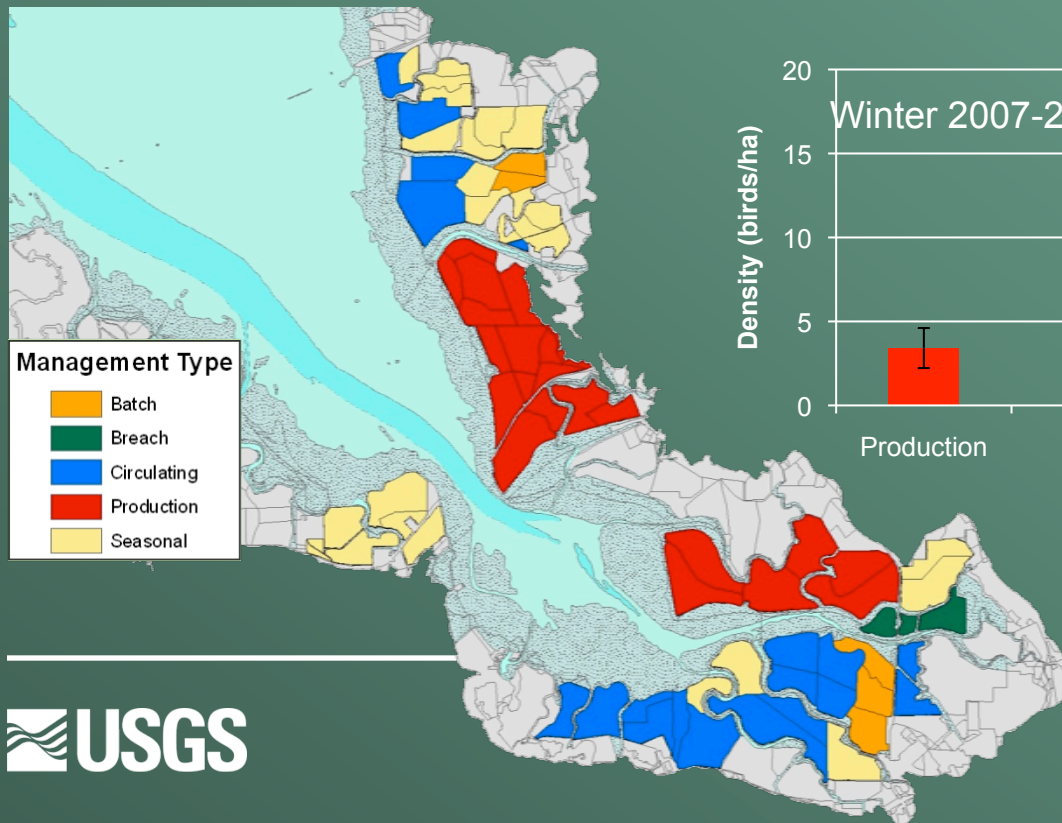 20
Winter 2007-2
15
10
5
0
Density (birds/ha)
Production
Management Type
Batch
Breach
Circulating
Production
Seasonal
USGS